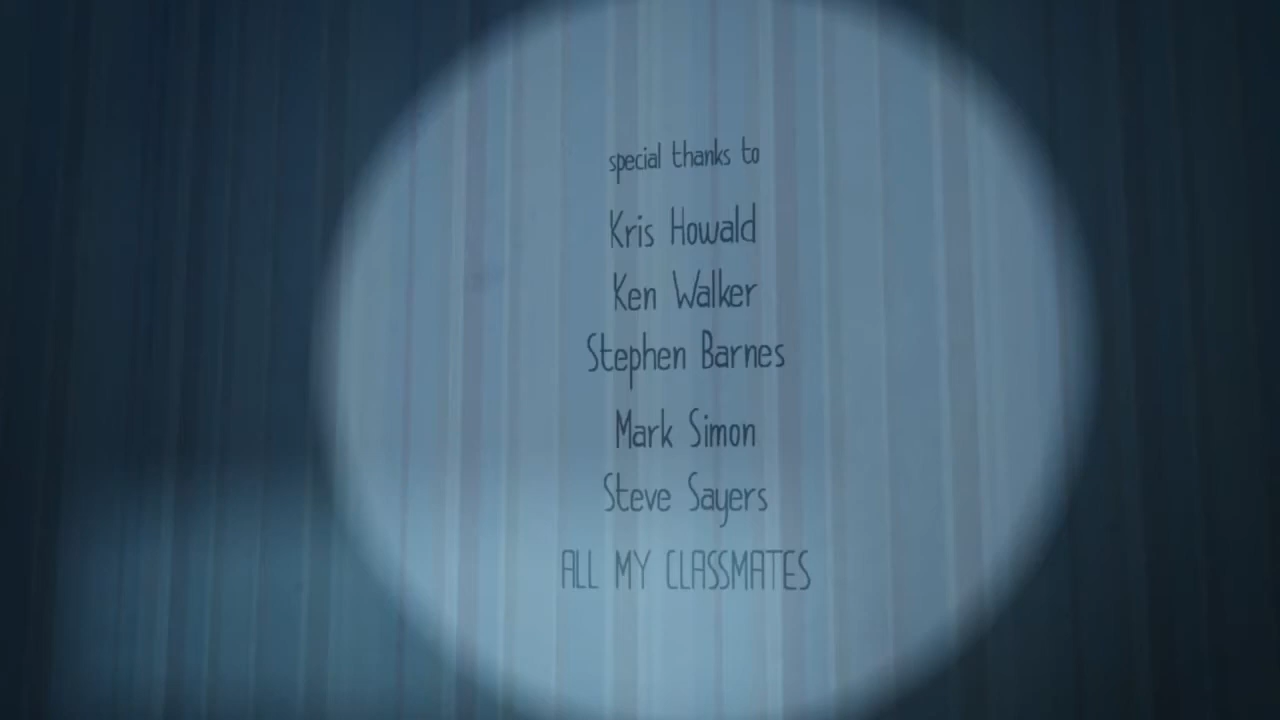 special thanks to
Kris Howald
Ken Walker
Stephen Barnes
Mark Simon
Steve Sayers
ALL MY CLASSMATES